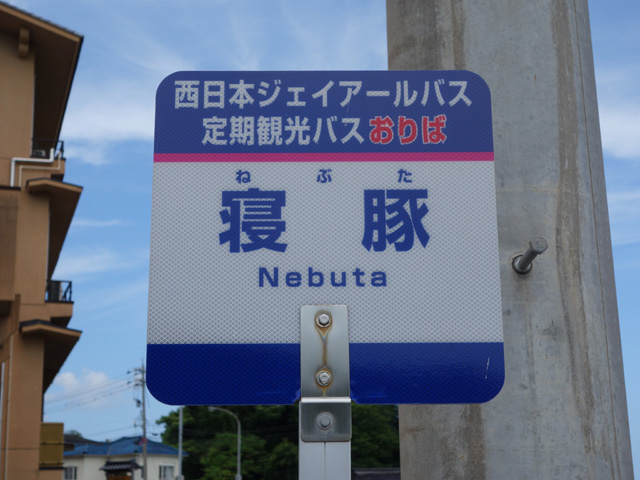 西日本ジェイアールバス
定期観光バスおりば
ねぶた
寝豚
Nebuta